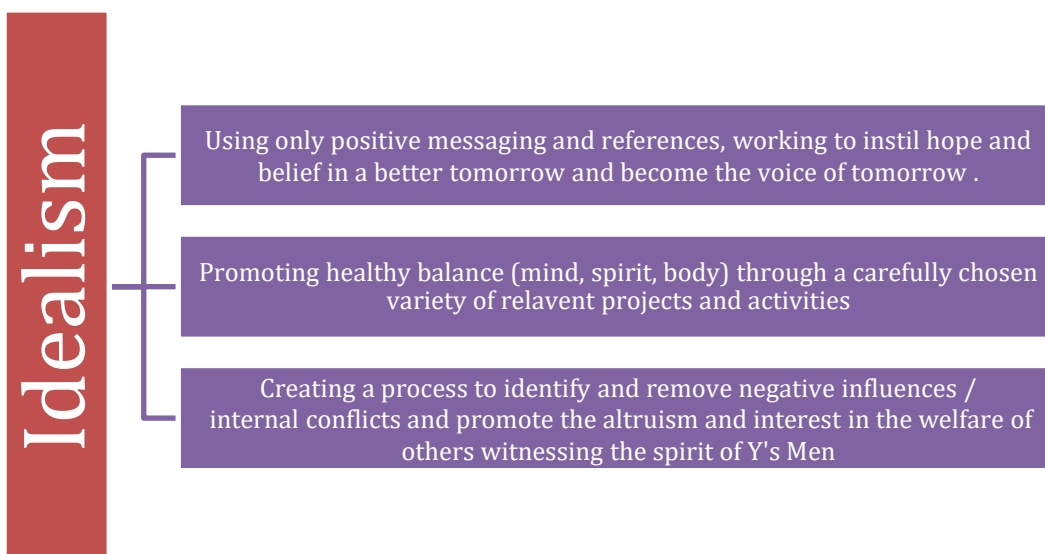 Idealism
Using only positive messaging and references, working to instil hope and
belief in a better tomorrow and become the voice of tomorrow .
Promoting healthy balance (mind, spirit, body) through a carefully chosen
variety of relavent projects and activities
Creating a process to identify and remove negative influences /
internal conflicts and promote the altruism and interest in the welfare of
others witnessing the spirit of Y's Men